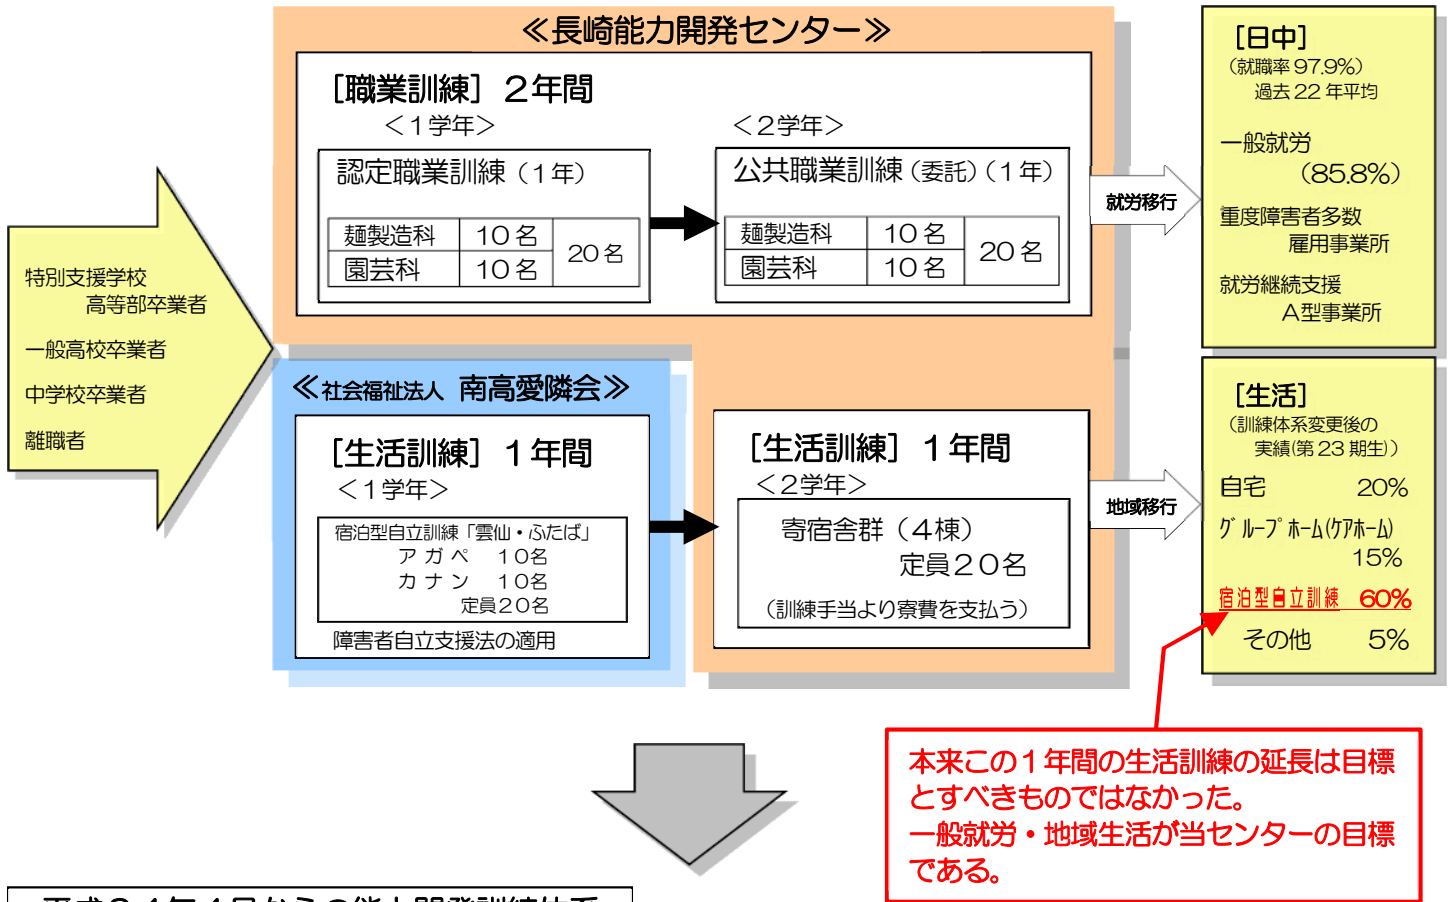 ≪長崎能力開発センター≫
［職業訓練］２年間
＜１学年＞
認定職業訓練（１年）
麺製造科 １０名
園芸科 １０名
２０名
＜２学年＞
公共職業訓練（委託）（１年）
麺製造科 １０名
園芸科 １０名
２０名
就労移行
［日中］
（就職率 97.9%）
過去 22 年平均
一般就労
（85.8%）
重度障害者多数
雇用事業所
就労継続支援
Ａ型事業所
特別支援学校
高等部卒業者
一般高校卒業者
中学校卒業者
離職者
≪社会福祉法人 南高愛隣会≫
［生活訓練］１年間
＜１学年＞
宿泊型自立訓練「雲仙・ふたば」
アガペ １０名
カナン １０名
定員２０名
障害者自立支援法の適用
［生活訓練］１年間
＜２学年＞
寄宿舎群（４棟）
定員２０名
（訓練手当より寮費を支払う）
地域移行
［生活］
（訓練体系変更後の
実績(第 23 期生)）
自宅 20%
ｸﾞﾙｰﾌﾟﾎｰﾑ(ｹｱﾎｰﾑ)
15%
宿泊型自立訓練 60%
その他 5%
本来この１年間の生活訓練の延長は目標
とすべきものではなかった。
一般就労・地域生活が当センターの目標
である。